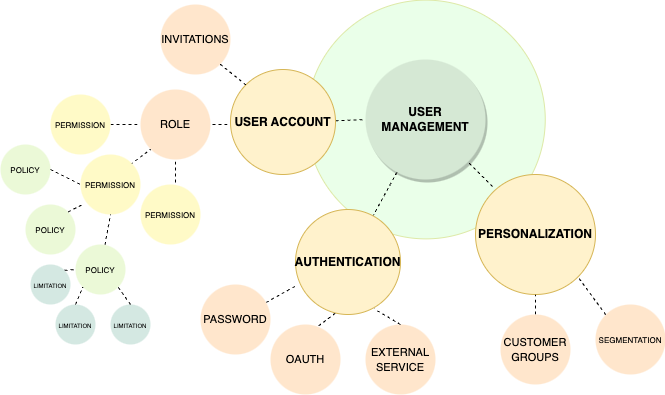 INVITATIONS
USER
MANAGEMENT
USER ACCOUNT
ROLE
PERMISSION
POLICY
PERMISSION
PERMISSION
POLICY
PERSONALIZATION
AUTHENTICATION
POLICY
LIMITATION
LIMITATION
LIMITATION
PASSWORD
OAUTH
EXTERNAL
SERVICE
CUSTOMER
GROUPS
SEGMENTATION